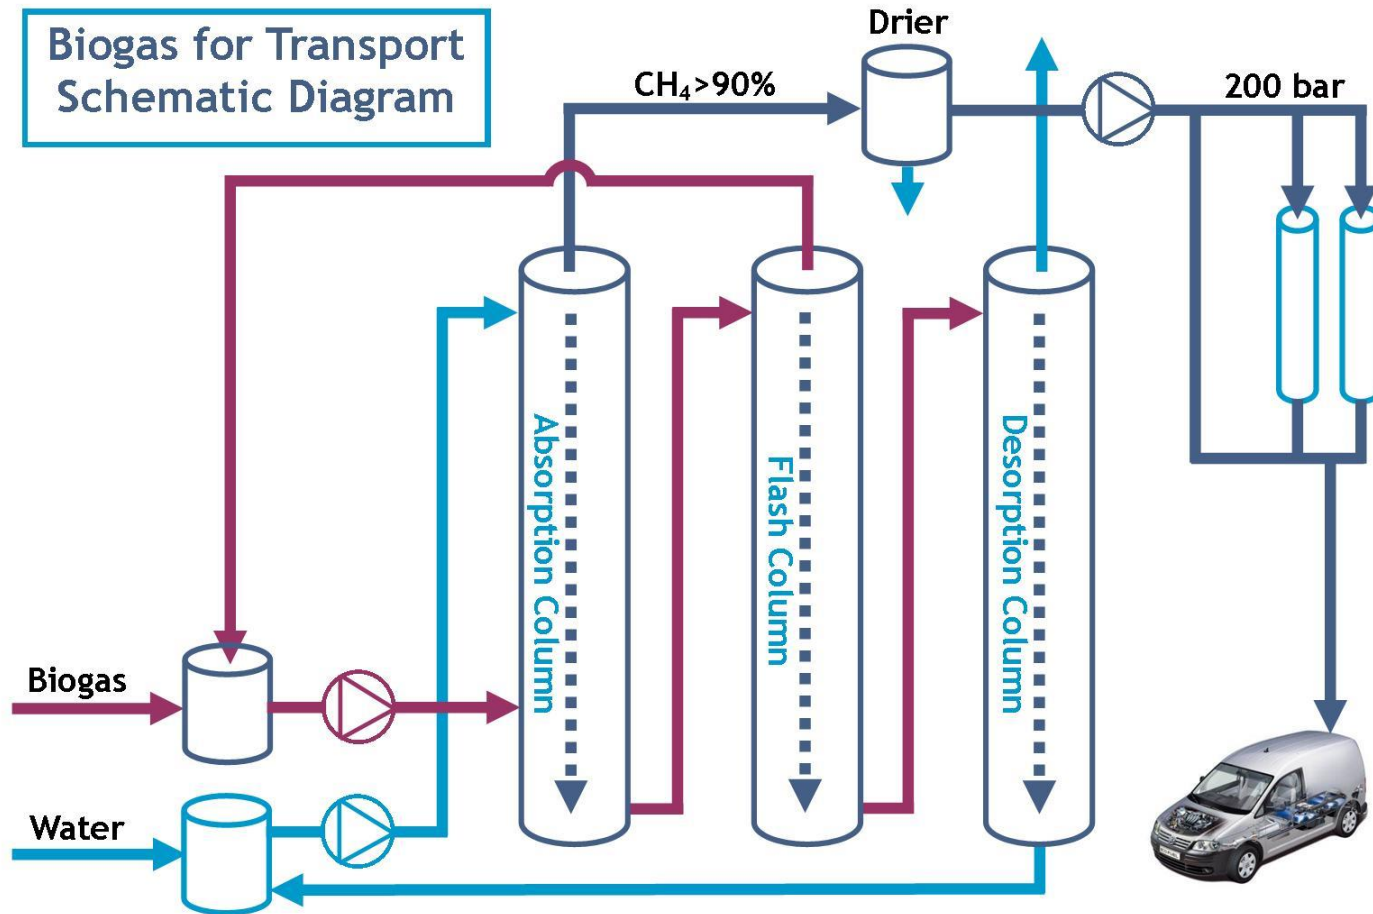 Biogas for Transport
Schematic Diagram
Drier
CH₄>90%
200 bar
Absorption Column
Flash Column
Desorption Column
Biogas
Water